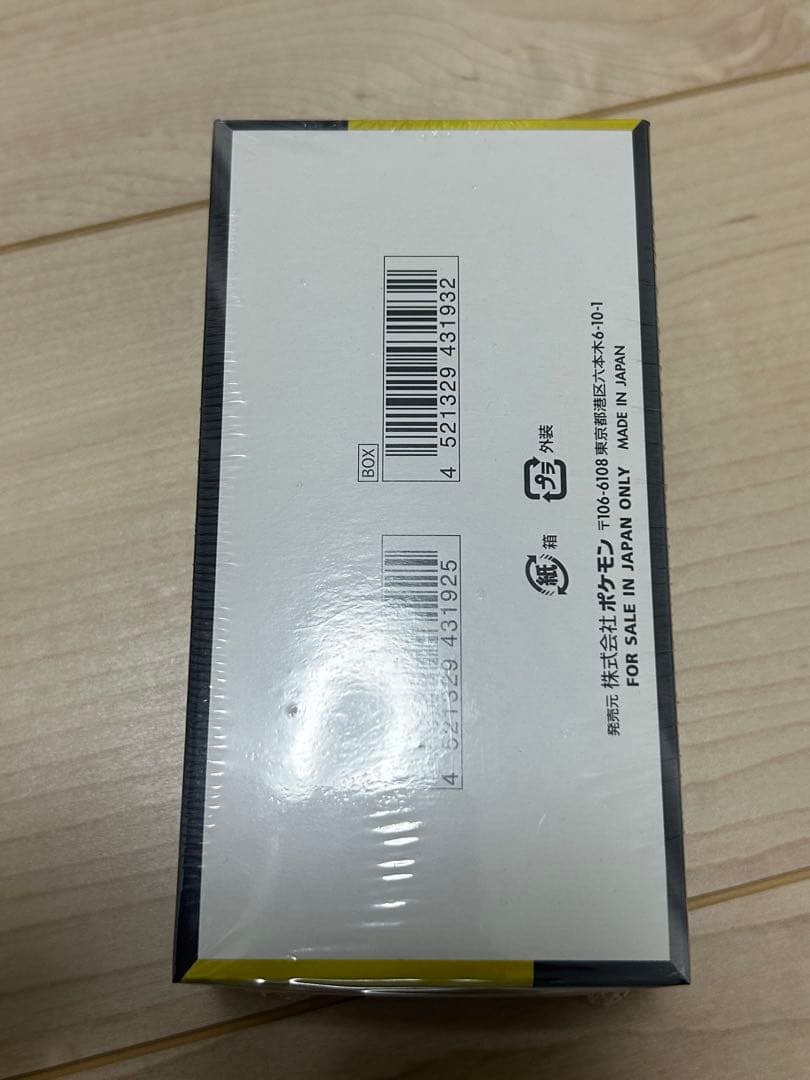 4 521329 431925
BOX
4 521329 431932
紙 箱
プラ 外装
発売元 株式会社 ポケモン 〒106-6108 東京都港区六本木6-10-1
FOR SALE IN JAPAN ONLY MADE IN JAPAN